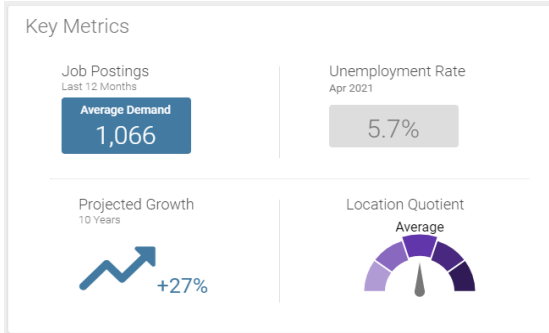 Key Metrics
Job Postings
Last 12 Months
Average Demand
1,066
Unemployment Rate
Apr 2021
5.7%
Projected Growth
10 Years
+27%
Location Quotient
Average